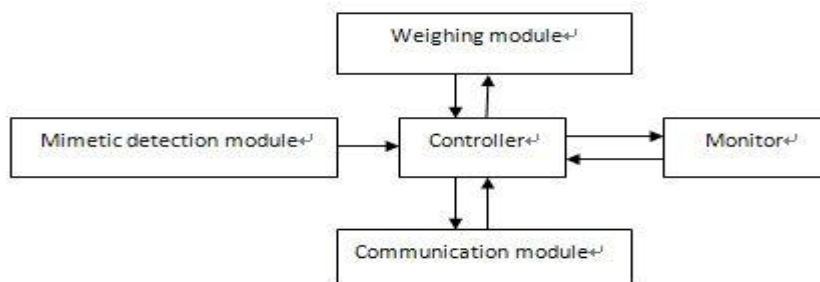 Weighing module↵
Mimetic detection module↵
Controller↵
Monitor↵
Communication module↵